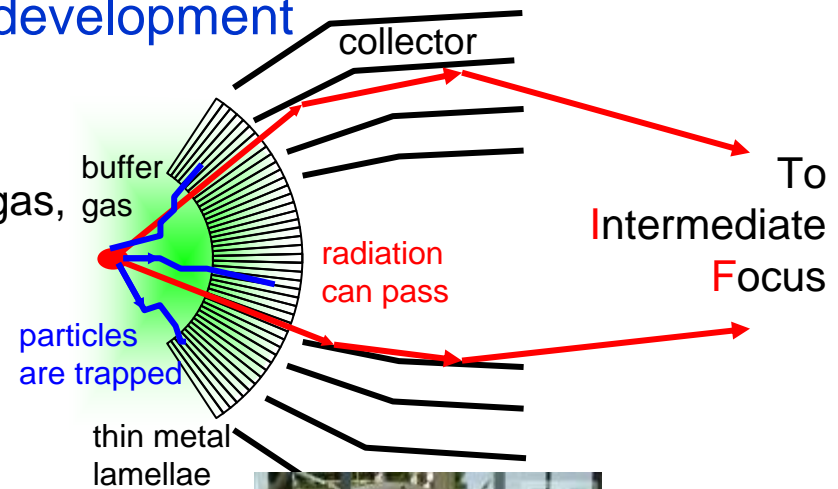 development
collector
buffer
gas
gas,
To
Intermediate
Focus
radiation
can pass
particles
are trapped
thin metal
lamellae